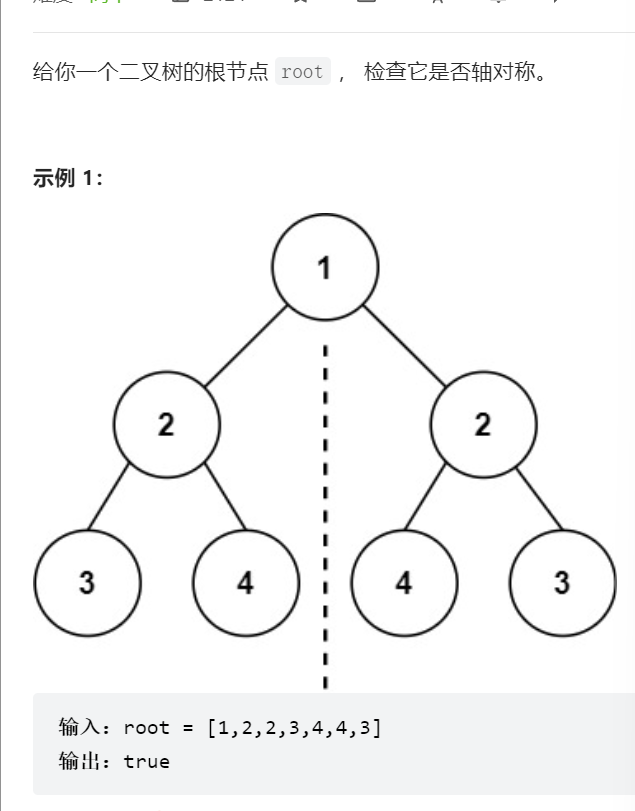 给你一个二叉树的根节点 root ， 检查它是否轴对称。
示例 1：
1
2
2
3
4
4
3
输入：root = [1,2,2,3,4,4,3]
输出：true